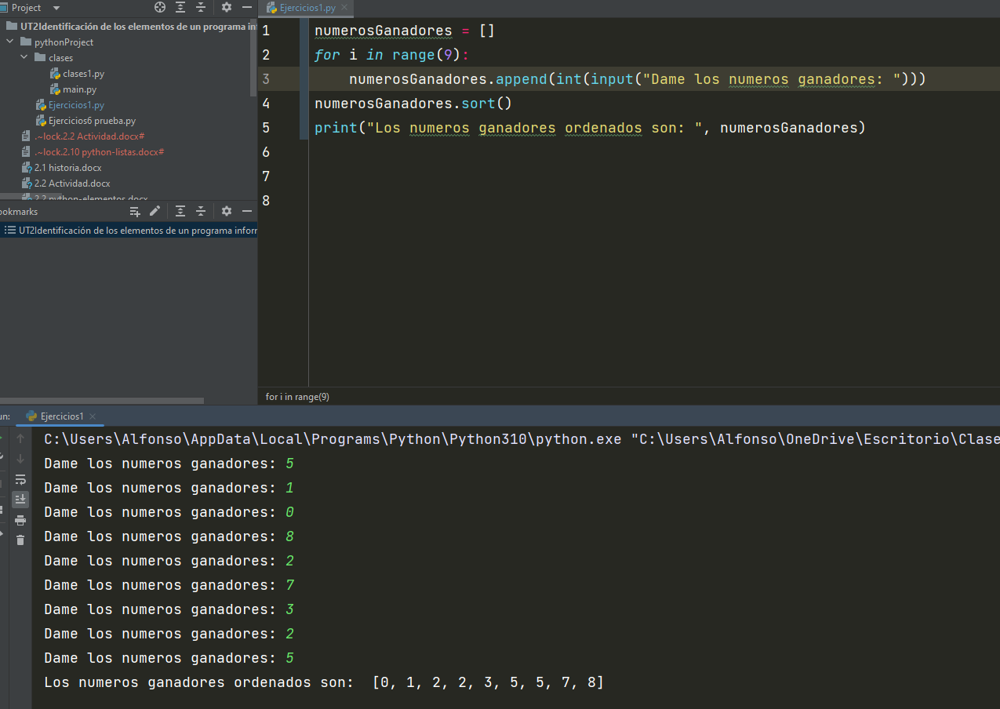 Project
UT2Identificación de los elementos de un programa in
pythonProject
clases
clases1.py
main.py
Ejercicios1.py
Ejercicios6 prueba.py
.~lock.2.2 Actividad.docx#
.~lock.2.10 python-listas.docx#
2.1 historia.docx
2.2 Actividad.docx
2.2 python-elementos.docx
ookmarks
UT2Identificación de los elementos de un programa inforr
Ejercicios1.py
1 numerosGanadores = []
2 for i in range(9):
3     numerosGanadores.append(int(input("Dame los numeros ganadores: ")))
4 numerosGanadores.sort()
5 print("Los numeros ganadores ordenados son: ", numerosGanadores)
6
7
8
for i in range(9)
un:
Ejercicios1
C:\Users\Alfonso\AppData\Local\Programs\Python\Python310\python.exe "C:\Users\Alfonso\OneDrive\Escritorio\Clase
Dame los numeros ganadores: 5
Dame los numeros ganadores: 1
Dame los numeros ganadores: 0
Dame los numeros ganadores: 8
Dame los numeros ganadores: 2
Dame los numeros ganadores: 7
Dame los numeros ganadores: 3
Dame los numeros ganadores: 2
Dame los numeros ganadores: 5
Los numeros ganadores ordenados son:  [0, 1, 2, 2, 3, 5, 5, 7, 8]